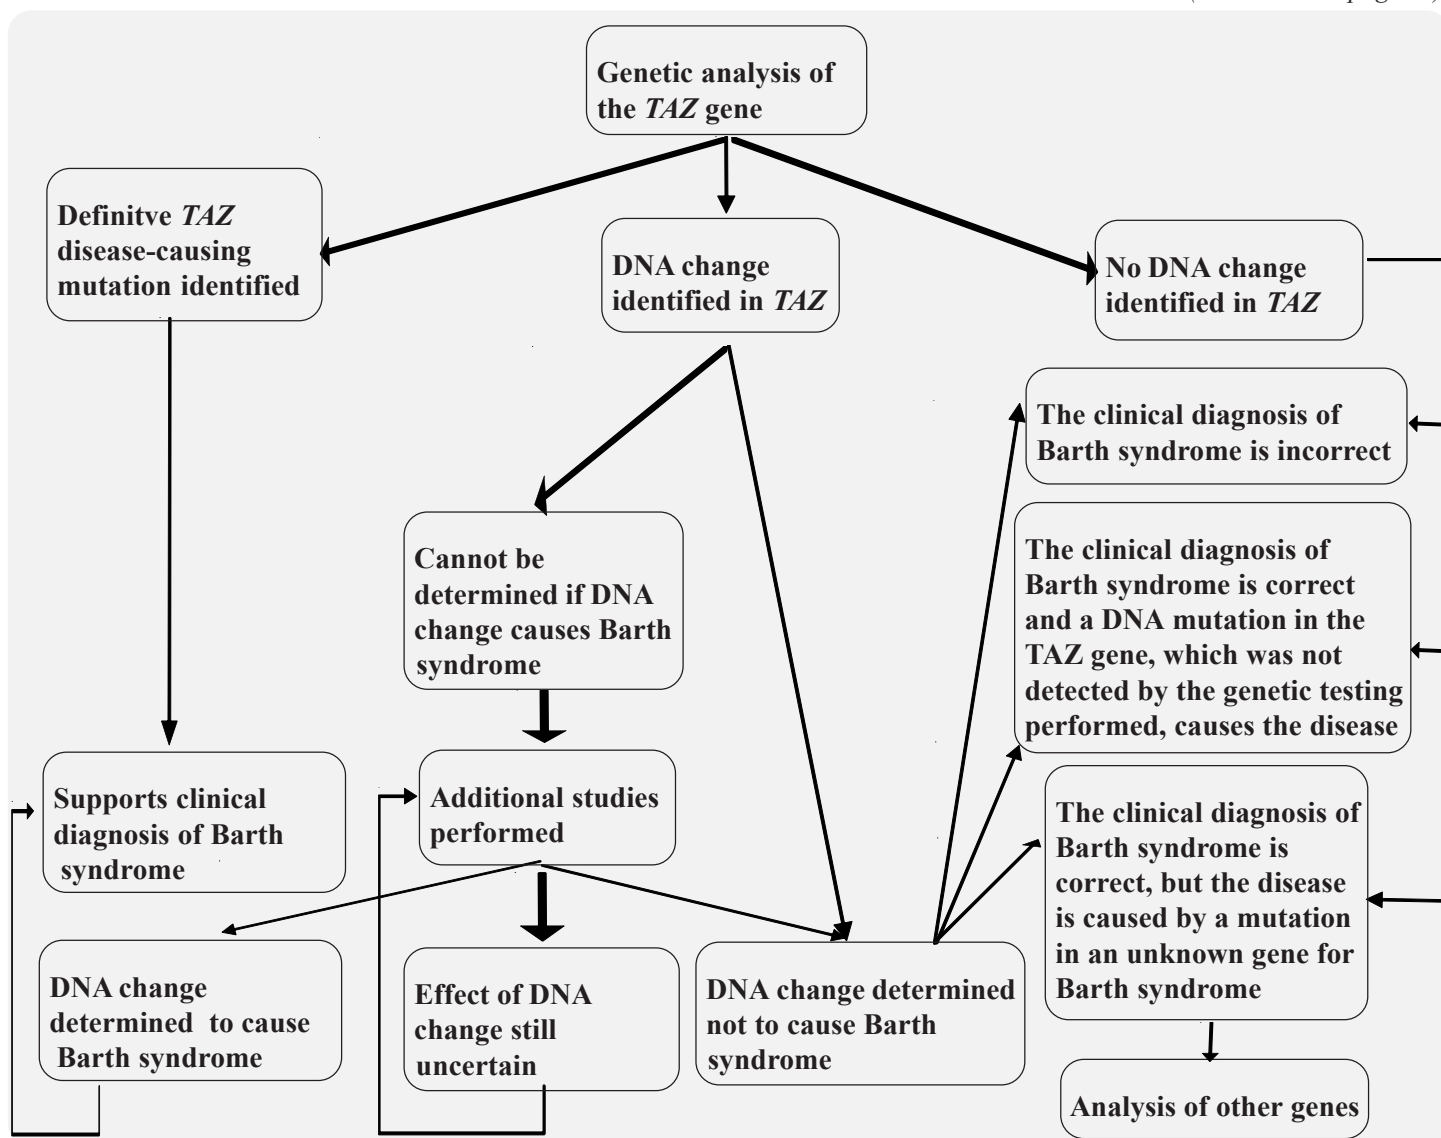 Genetic analysis of
the TAZ gene
Definitve TAZ
disease-causing
mutation identified
DNA change
identified in TAZ
No DNA change
identified in TAZ
The clinical diagnosis of
Barth syndrome is incorrect
Cannot be
determined if DNA
change causes Barth
syndrome
The clinical diagnosis of
Barth syndrome is correct
and a DNA mutation in the
TAZ gene, which was not
detected by the genetic testing
performed, causes the disease
Supports clinical
diagnosis of Barth
syndrome
Additional studies
performed
The clinical diagnosis of
Barth syndrome is
correct, but the disease
is caused by a mutation
in an unknown gene for
Barth syndrome
DNA change
determined to cause
Barth syndrome
Effect of DNA
change still
uncertain
DNA change determined
not to cause Barth
syndrome
Analysis of other genes